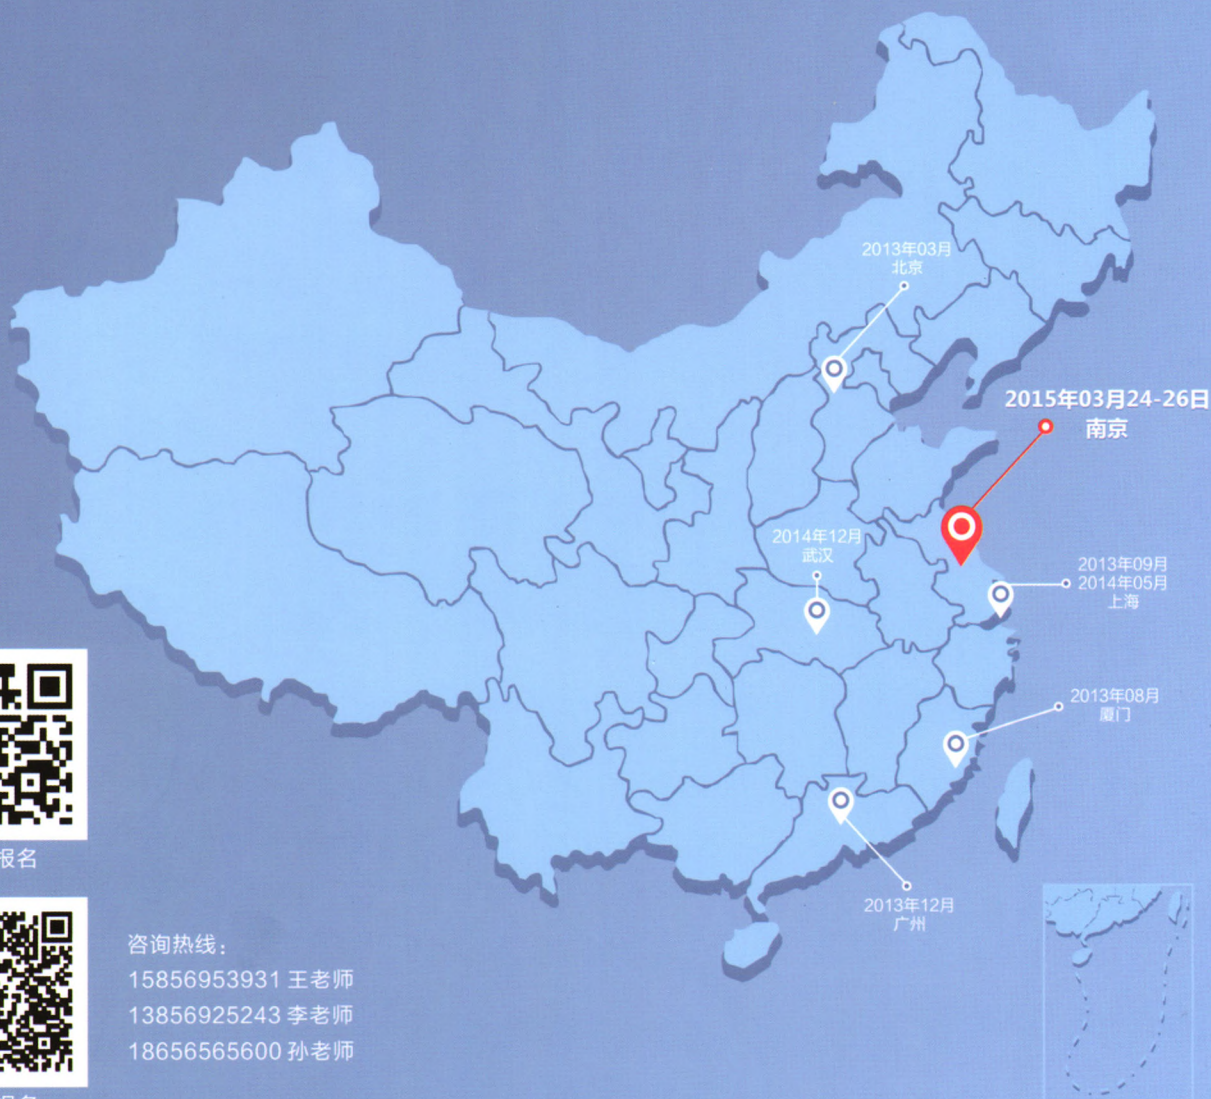 2013年03月
北京
2015年03月24-26日
南京
2014年12月
武汉
2013年09月
2014年05月
上海
2013年08月
厦门
2013年12月
广州
报名
咨询热线：
15856953931 王老师
13856925243 李老师
18656565600 孙老师